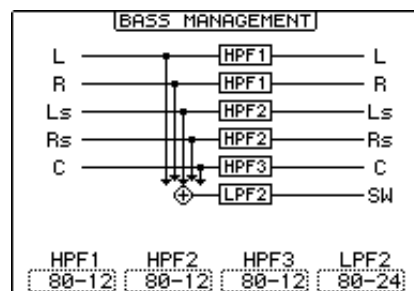 BASS MANAGEMENT
L HPF1 L
R HPF1 R
Ls HPF2 Ls
Rs HPF2 Rs
C HPF3 C
LPF2 SW
HPF1 HPF2 HPF3 LPF2
80-12 80-12 80-12 80-24